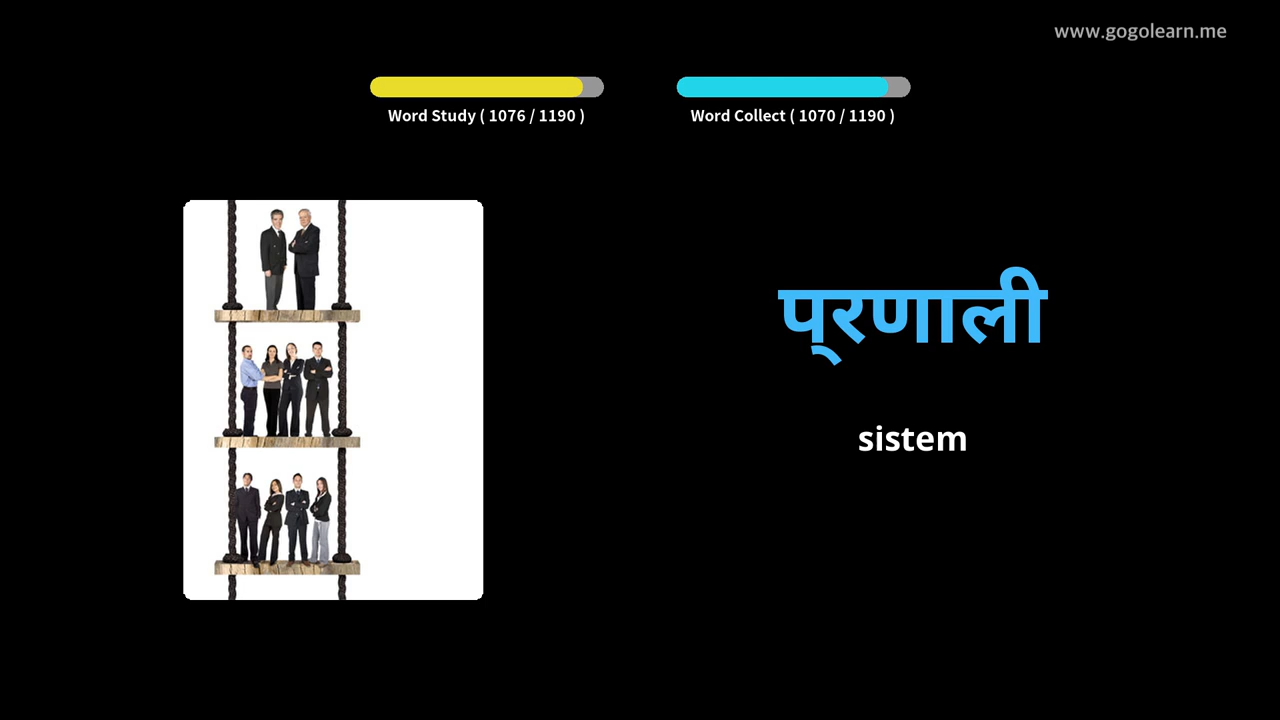 www.gogolearn.me
Word Study ( 1076 / 1190 )
Word Collect ( 1070 / 1190 )
प्रणाली
sistem